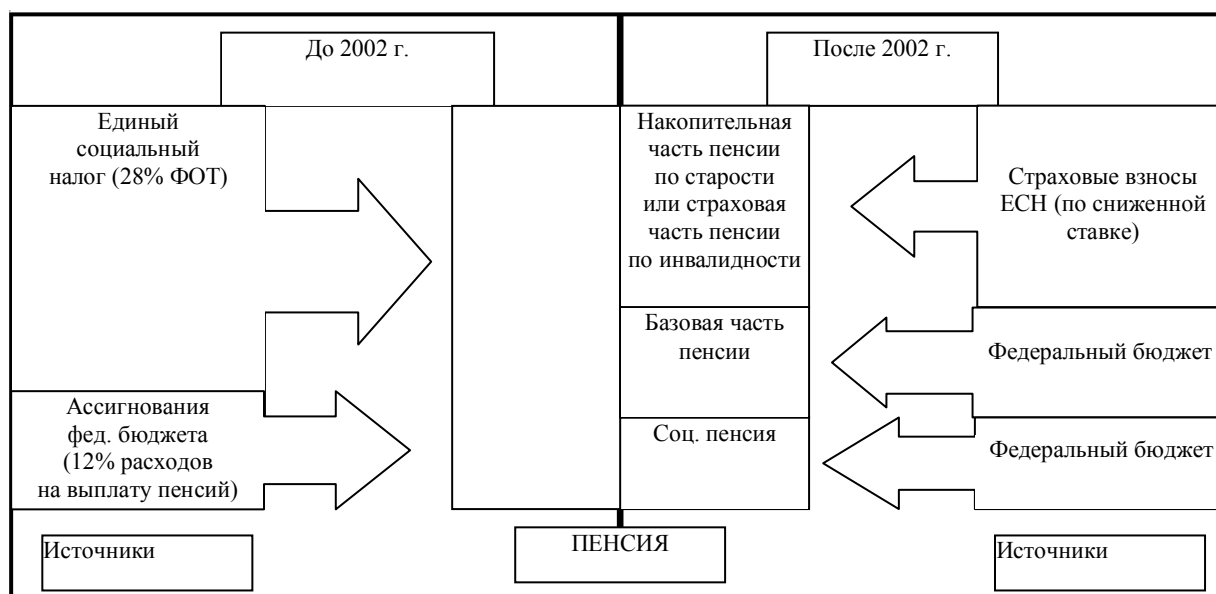 До 2002 г.
После 2002 г.
Единый
социальный
налог (28% ФОТ)
Ассигнования
фед. бюджета
(12% расходов
на выплату пенсий)
Накопительная
часть пенсии
по старости
или страховая
часть пенсии
по инвалидности
Базовая часть
пенсии
Соц. пенсия
Страховые взносы
ЕСН (по сниженной
ставке)
Федеральный бюджет
Федеральный бюджет
Источники
ПЕНСИЯ
Источники